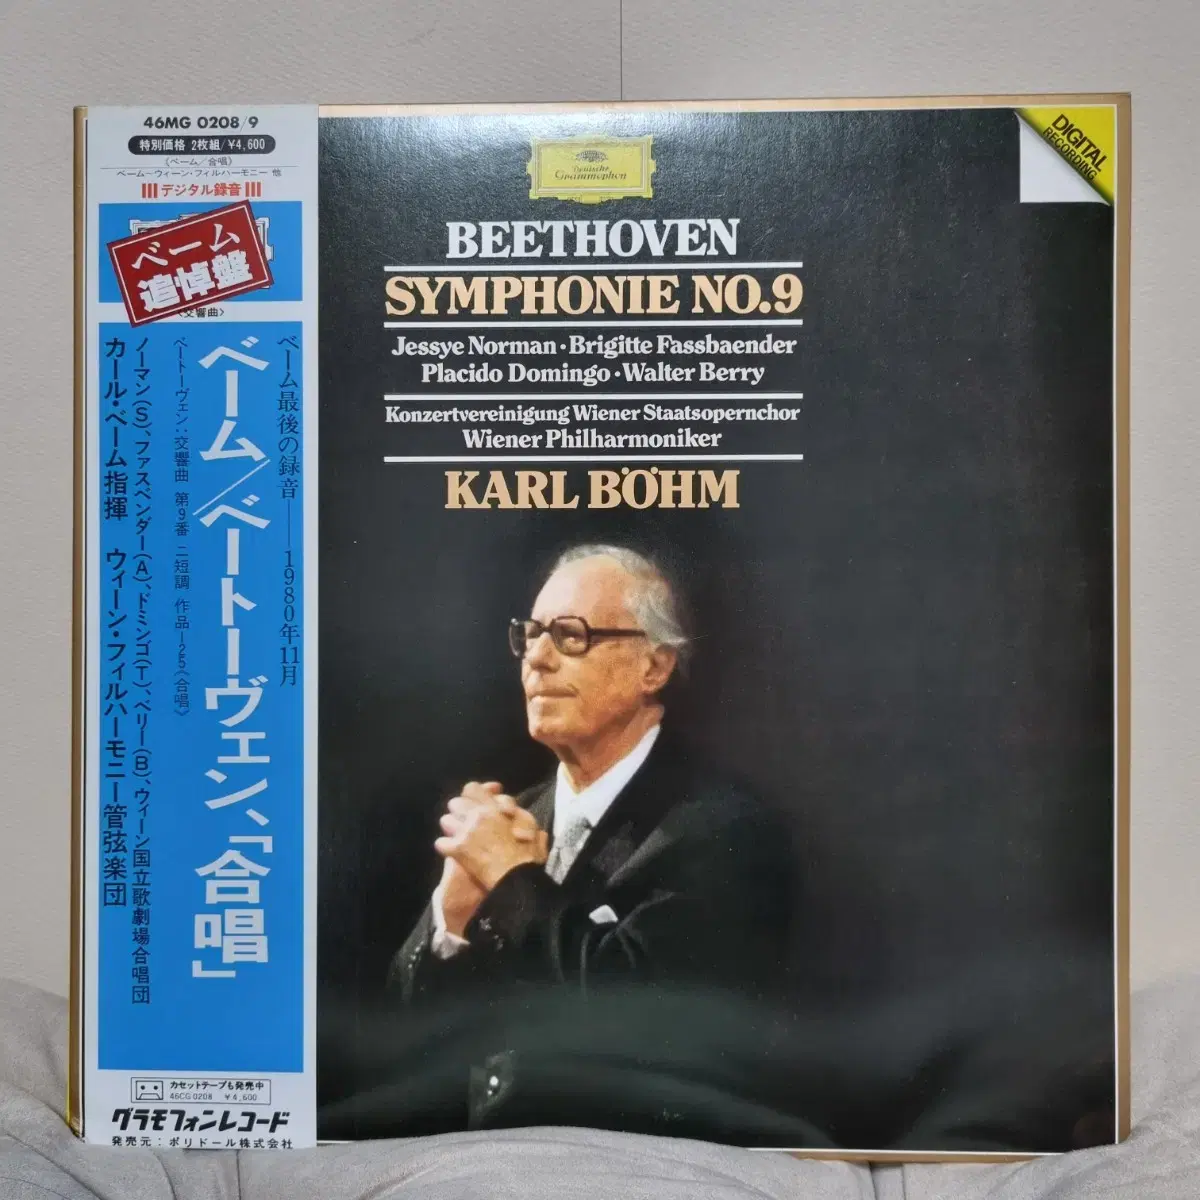 46MG 0208/9
特別価格 2枚組/¥4,600
《ベーム/合唱》
ベーム〜ウィーン・フィルハーモニー 他
デジタル録音
ベーム
追悼盤
〈交響曲〉
ベーム最後の録音――1980年11月
ベーム/ベートーヴェン、「合唱」
ベートーヴェン：交響曲 第9番 ニ短調 作品125〈合唱〉
ノーマン(S)、ファスベンダー(A)、ドミンゴ(T)、ベリー(B)、ウィーン国立歌劇場合唱団
カール・ベーム指揮 ウィーン・フィルハーモニー管弦楽団
カセットテープも発売中
46CG 0208 ¥4,600
グラモフォンレコード
発売元：ポリドール株式会社
Deutsche
Grammophon
DIGITAL
RECORDING
BEETHOVEN
SYMPHONIE NO.9
Jessye Norman·Brigitte Fassbaender
Placido Domingo·Walter Berry
Konzertvereinigung Wiener Staatsopernchor
Wiener Philharmoniker
KARL BÖHM